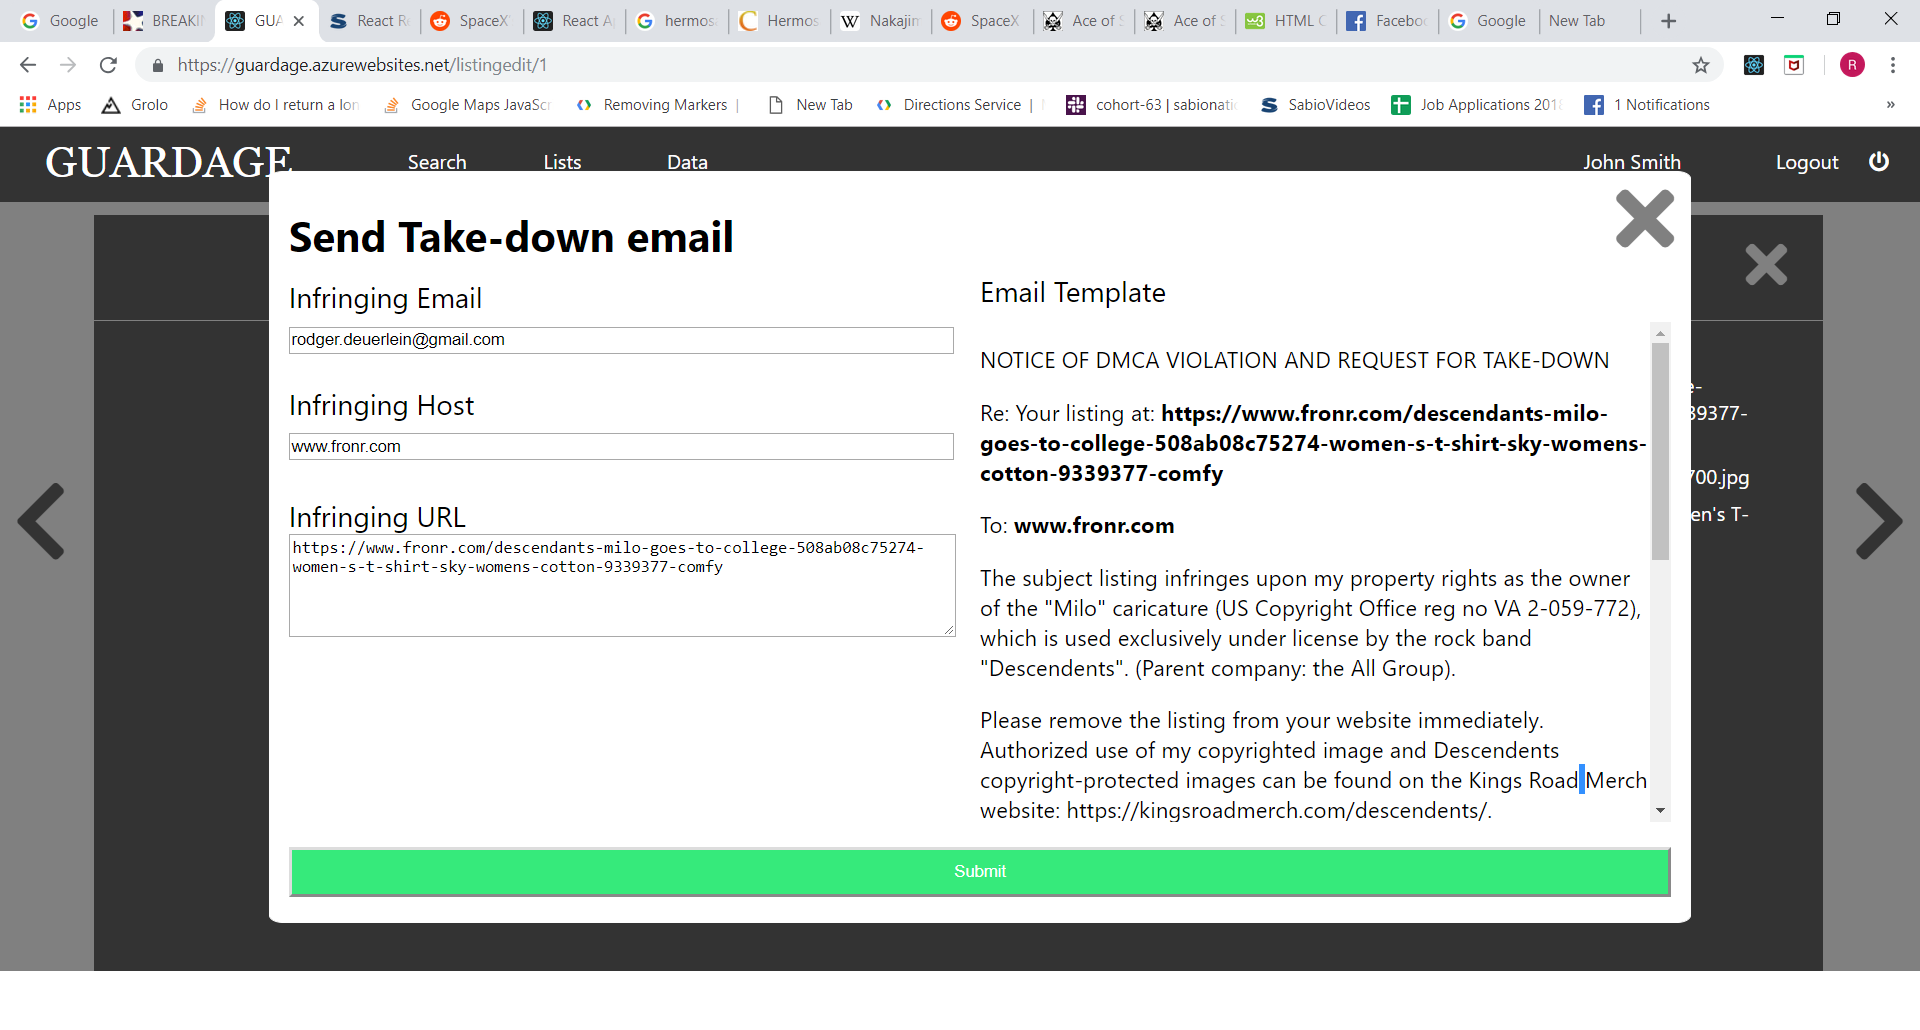 Google
BREAKI
GUA
React R
SpaceX
React A
hermos
Hermos
Nakajim
SpaceX
Ace of S
Ace of S
HTML C
Facebo
Google
New Tab
https://guardage.azurewebsites.net/listingedit/1
R
Apps
Grolo
How do I return a lon
Google Maps JavaScr
Removing Markers |
New Tab
Directions Service |
cohort-63 | sabionati
SabioVideos
Job Applications 2018
1 Notifications
»
GUARDAGE
Search
Lists
Data
John Smith
Logout
Send Take-down email
Infringing Email
rodger.deuerlein@gmail.com
Infringing Host
www.fronr.com
Infringing URL
https://www.fronr.com/descendants-milo-goes-to-college-508ab08c75274-
women-s-t-shirt-sky-womens-cotton-9339377-comfy
Email Template
NOTICE OF DMCA VIOLATION AND REQUEST FOR TAKE-DOWN
Re: Your listing at: https://www.fronr.com/descendants-milo-
goes-to-college-508ab08c75274-women-s-t-shirt-sky-womens-
cotton-9339377-comfy
To: www.fronr.com
The subject listing infringes upon my property rights as the owner
of the "Milo" caricature (US Copyright Office reg no VA 2-059-772),
which is used exclusively under license by the rock band
"Descendents". (Parent company: the All Group).
Please remove the listing from your website immediately.
Authorized use of my copyrighted image and Descendents
copyright-protected images can be found on the Kings Road Merch
website: https://kingsroadmerch.com/descendents/.
e-
39377-
700.jpg
en's T-
Submit